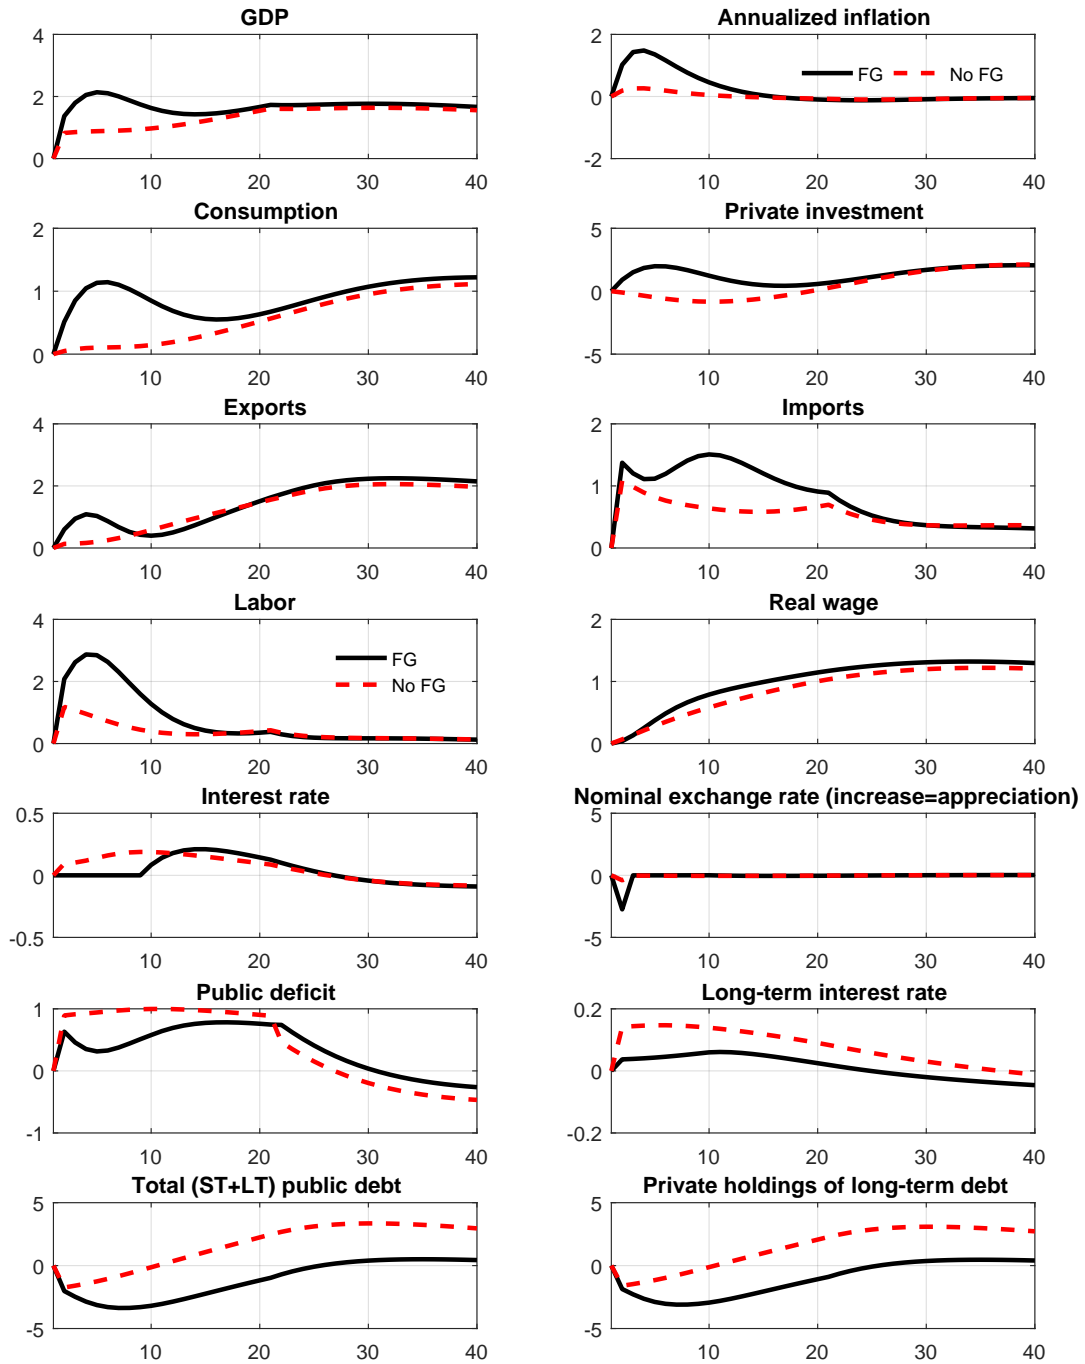 GDP
4
2
0
10 20 30 40
Annualized inflation
2
0
-2
FG No FG
10 20 30 40
Consumption
2
1
0
10 20 30 40
Private investment
5
0
-5
10 20 30 40
Exports
4
2
0
10 20 30 40
Imports
2
1
0
10 20 30 40
Labor
4
2
0
FG
No FG
10 20 30 40
Real wage
2
1
0
10 20 30 40
Interest rate
0.5
0
-0.5
10 20 30 40
Nominal exchange rate (increase=appreciation)
5
0
-5
10 20 30 40
Public deficit
1
0
-1
10 20 30 40
Long-term interest rate
0.2
0
-0.2
10 20 30 40
Total (ST+LT) public debt
5
0
-5
10 20 30 40
Private holdings of long-term debt
5
0
-5
10 20 30 40